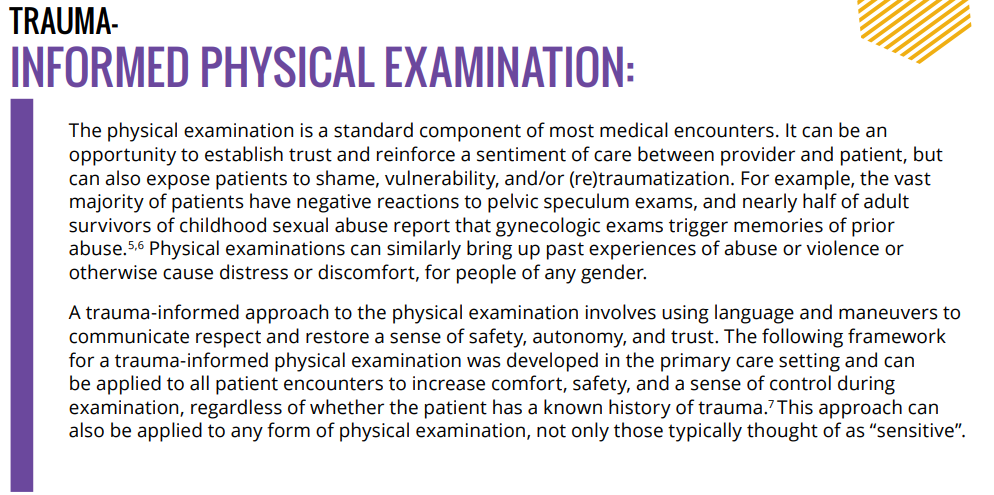 TRAUMA-
INFORMED PHYSICAL EXAMINATION:
The physical examination is a standard component of most medical encounters. It can be an
opportunity to establish trust and reinforce a sentiment of care between provider and patient, but
can also expose patients to shame, vulnerability, and/or (re)traumatization. For example, the vast
majority of patients have negative reactions to pelvic speculum exams, and nearly half of adult
survivors of childhood sexual abuse report that gynecologic exams trigger memories of prior
abuse.5,6 Physical examinations can similarly bring up past experiences of abuse or violence or
otherwise cause distress or discomfort, for people of any gender.
A trauma-informed approach to the physical examination involves using language and maneuvers to
communicate respect and restore a sense of safety, autonomy, and trust. The following framework
for a trauma-informed physical examination was developed in the primary care setting and can
be applied to all patient encounters to increase comfort, safety, and a sense of control during
examination, regardless of whether the patient has a known history of trauma.7 This approach can
also be applied to any form of physical examination, not only those typically thought of as “sensitive”.